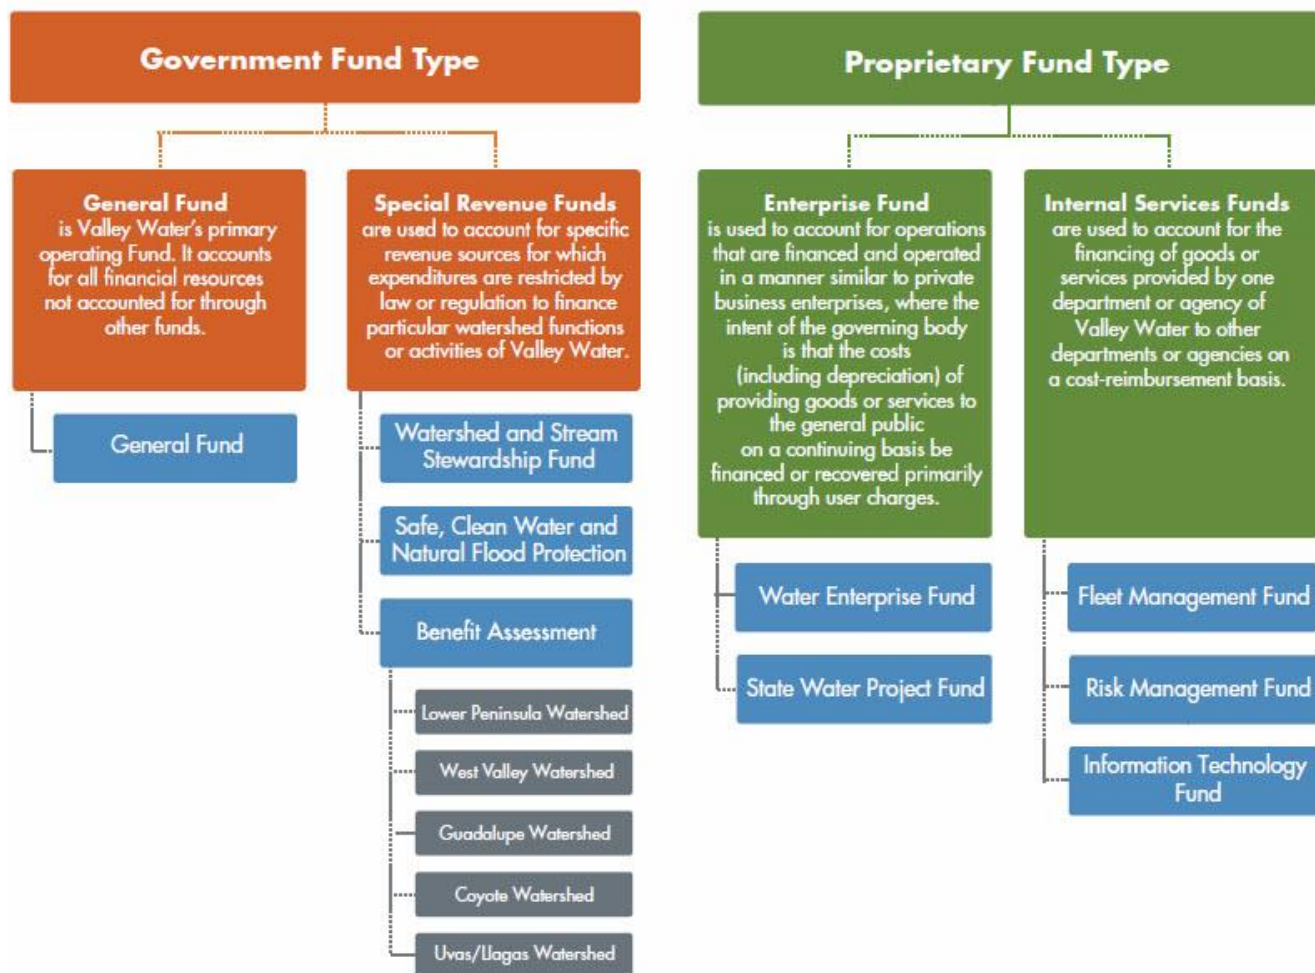 Government Fund Type
General Fund
is Valley Water's primary
operating Fund. It accounts
for all financial resources
not accounted for through
other funds.
General Fund
Special Revenue Funds
are used to account for specific
revenue sources for which
expenditures are restricted by
law or regulation to finance
particular watershed functions
or activities of Valley Water.
Watershed and Stream
Stewardship Fund
Safe, Clean Water and
Natural Flood Protection
Benefit Assessment
Lower Peninsula Watershed
West Valley Watershed
Guadalupe Watershed
Coyote Watershed
Uvas/Llagas Watershed
Proprietary Fund Type
Enterprise Fund
is used to account for operations
that are financed and operated
in a manner similar to private
business enterprises, where the
intent of the governing body
is that the costs
(including depreciation) of
providing goods or services to
the general public
on a continuing basis be
financed or recovered primarily
through user charges.
Water Enterprise Fund
State Water Project Fund
Internal Services Funds
are used to account for the
financing of goods or
services provided by one
department or agency of
Valley Water to other
departments or agencies on
a cost-reimbursement basis.
Fleet Management Fund
Risk Management Fund
Information Technology
Fund